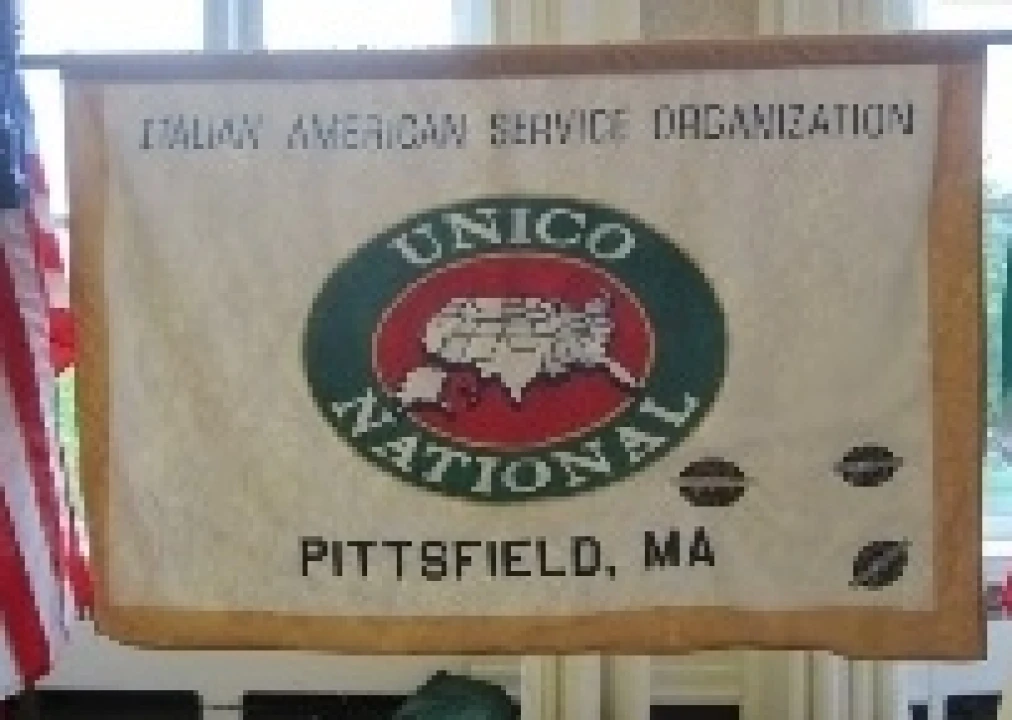 ITALIAN AMERICAN SERVICE ORGANIZATION
UNICO
NATIONAL
PITTSFIELD, MA